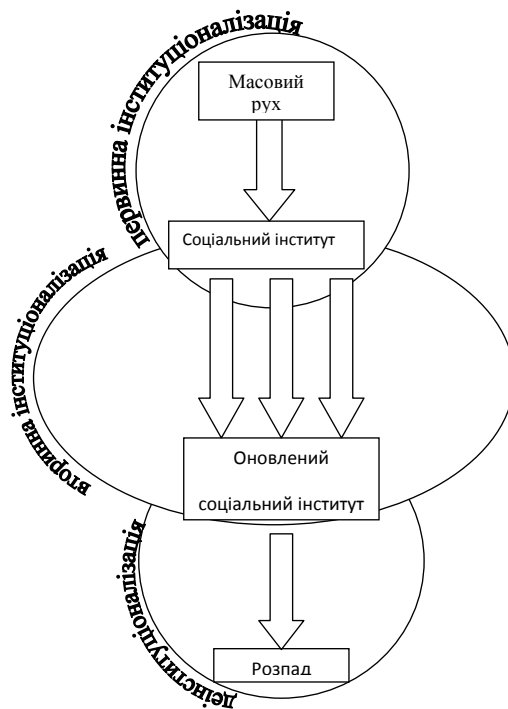 первинна інституціоналізація
Масовий
рух
Соціальний інститут
вторинна інституціоналізація
Оновлений
соціальний інститут
деінституціоналізація
Розпад